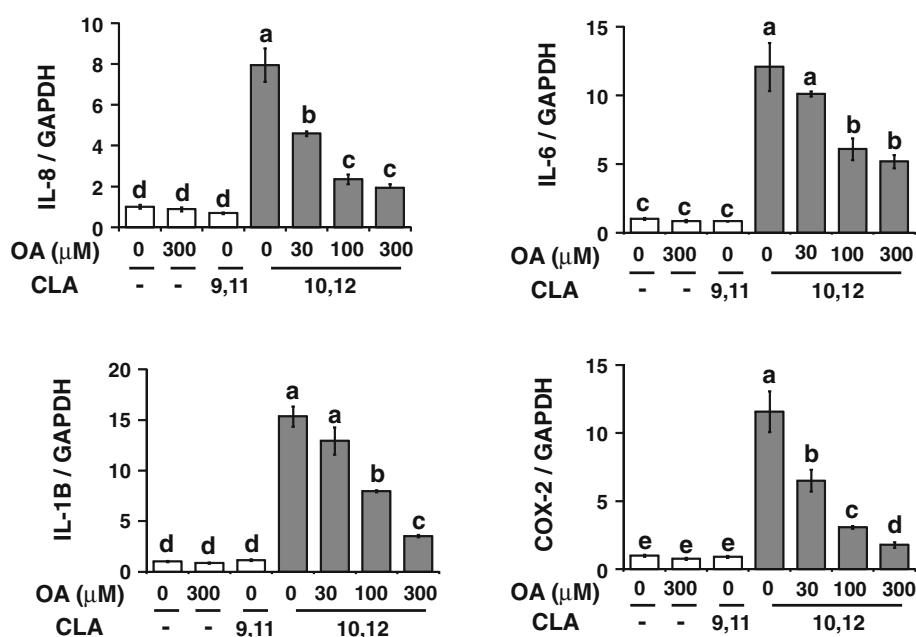 IL-8 / GAPDH
10
8
6
4
2
0
d d d a b c c
OA (µM) 0 300 0 0 30 100 300
CLA - - 9,11 10,12
IL-6 / GAPDH
15
10
5
0
c c c a a b b
OA (µM) 0 300 0 0 30 100 300
CLA - - 9,11 10,12
IL-1B / GAPDH
20
15
10
5
0
d d d a a b c
OA (µM) 0 300 0 0 30 100 300
CLA - - 9,11 10,12
COX-2 / GAPDH
15
10
5
0
e e e a b c d
OA (µM) 0 300 0 0 30 100 300
CLA - - 9,11 10,12